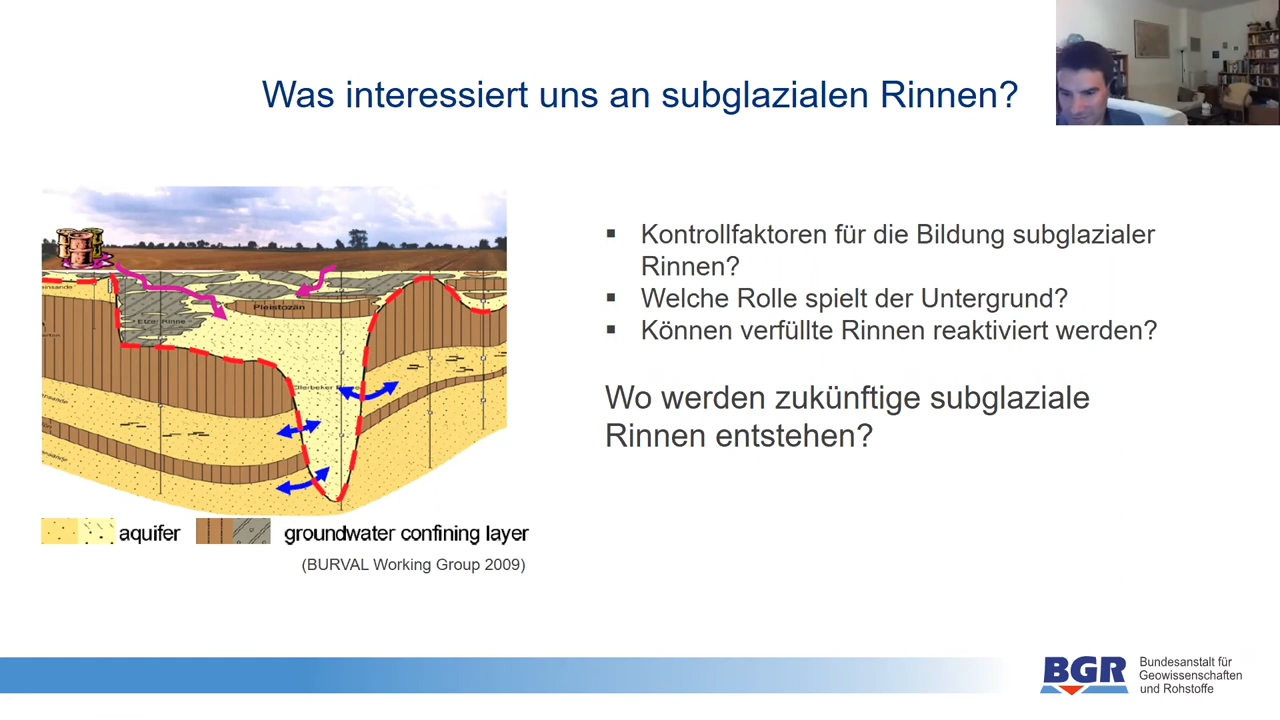 Was interessiert uns an subglazialen Rinnen?
Pleistozän
Etzer Rinne
▪ Kontrollfaktoren für die Bildung subglazialer
Rinnen?
▪ Welche Rolle spielt der Untergrund?
▪ Können verfüllte Rinnen reaktiviert werden?
Wo werden zukünftige subglaziale
Rinnen entstehen?
aquifer
groundwater confining layer
(BURVAL Working Group 2009)
BGR
Bundesanstalt für
Geowissenschaften
und Rohstoffe